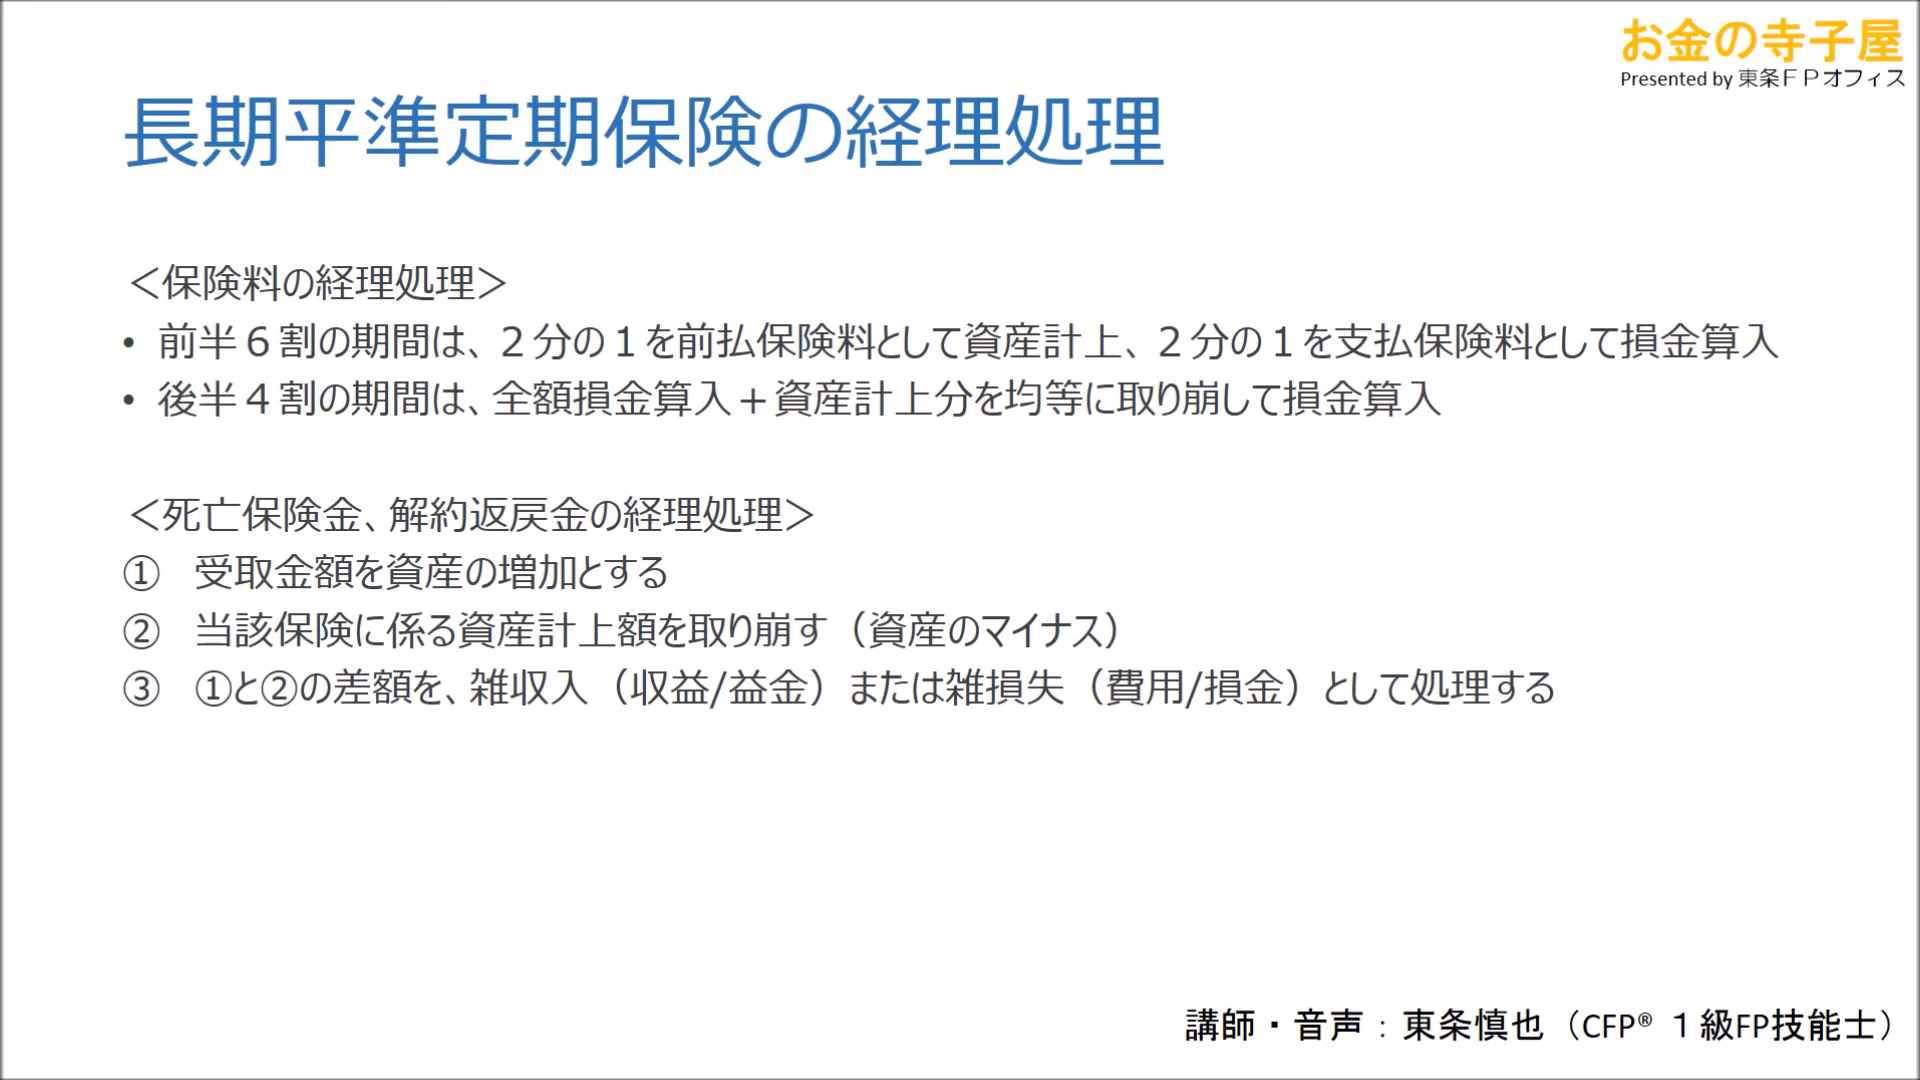 お金の寺子屋
Presented by 東条ＦＰオフィス
長期平準定期保険の経理処理
＜保険料の経理処理＞
• 前半６割の期間は、２分の１を前払保険料として資産計上、２分の１を支払保険料として損金算入
• 後半４割の期間は、全額損金算入＋資産計上分を均等に取り崩して損金算入
＜死亡保険金、解約返戻金の経理処理＞
① 受取金額を資産の増加とする
② 当該保険に係る資産計上額を取り崩す（資産のマイナス）
③ ①と②の差額を、雑収入（収益/益金）または雑損失（費用/損金）として処理する
講師・音声：東条慎也（CFP® １級FP技能士）